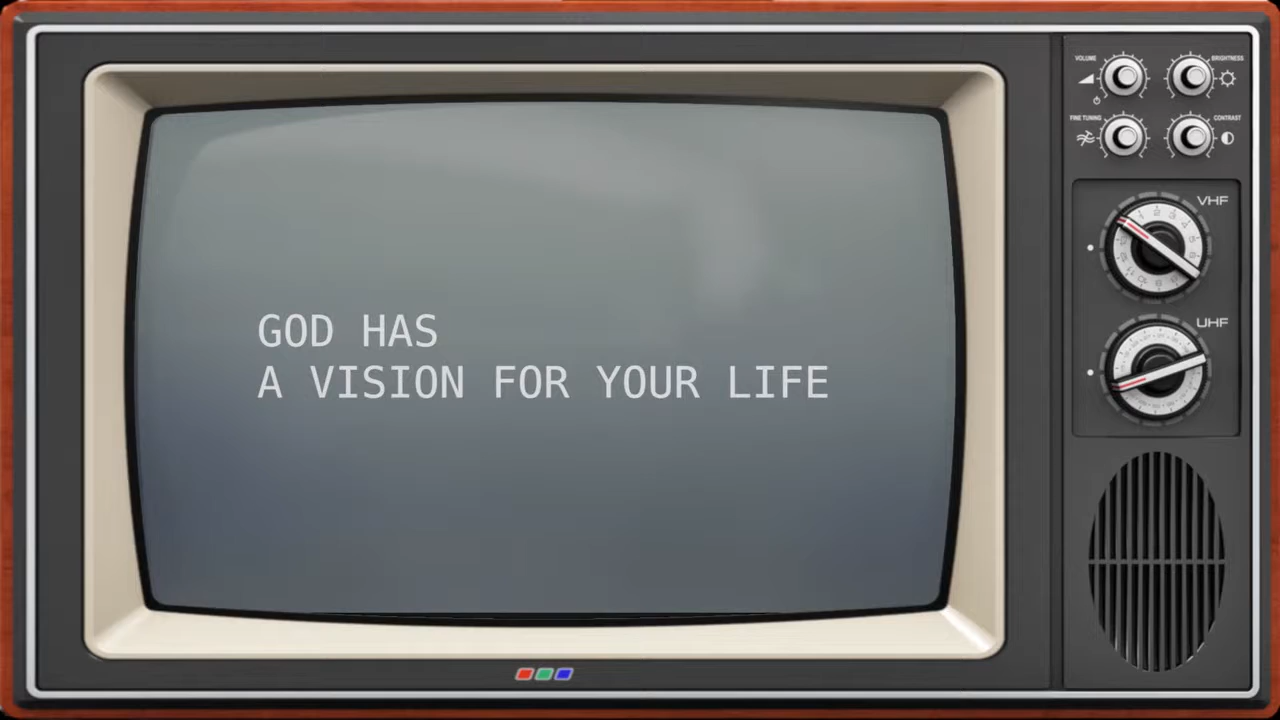 GOD HAS
A VISION FOR YOUR LIFE
VOLUME
BRIGHTNESS
FINE TUNING
CONTRAST
VHF
UHF